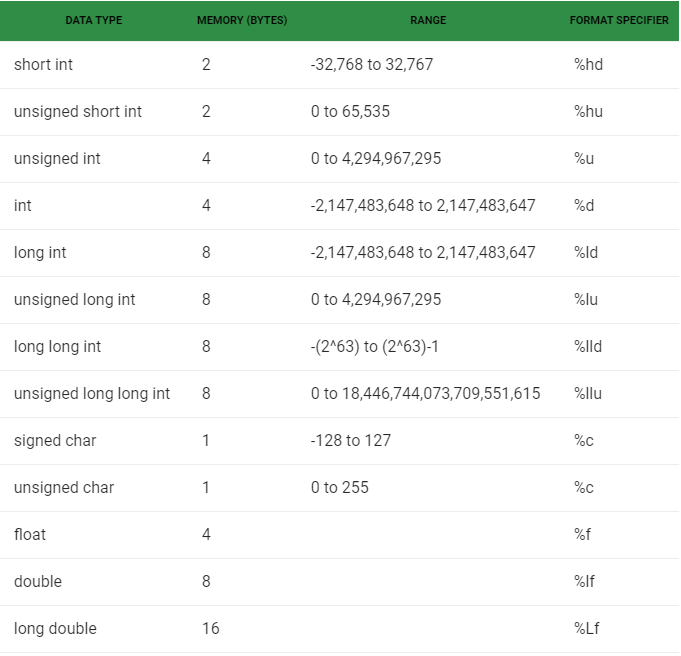 DATA TYPE MEMORY (BYTES) RANGE FORMAT SPECIFIER
short int 2 -32,768 to 32,767 %hd
unsigned short int 2 0 to 65,535 %hu
unsigned int 4 0 to 4,294,967,295 %u
int 4 -2,147,483,648 to 2,147,483,647 %d
long int 8 -2,147,483,648 to 2,147,483,647 %ld
unsigned long int 8 0 to 4,294,967,295 %lu
long long int 8 -(2^63) to (2^63)-1 %lld
unsigned long long int 8 0 to 18,446,744,073,709,551,615 %llu
signed char 1 -128 to 127 %c
unsigned char 1 0 to 255 %c
float 4 %f
double 8 %lf
long double 16 %Lf